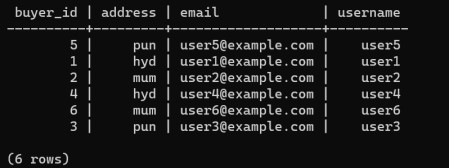 buyer_id | address | email | username
----------+---------+-------------------+----------
5 | pun | user5@example.com | user5
1 | hyd | user1@example.com | user1
2 | mum | user2@example.com | user2
4 | hyd | user4@example.com | user4
6 | mum | user6@example.com | user6
3 | pun | user3@example.com | user3
(6 rows)